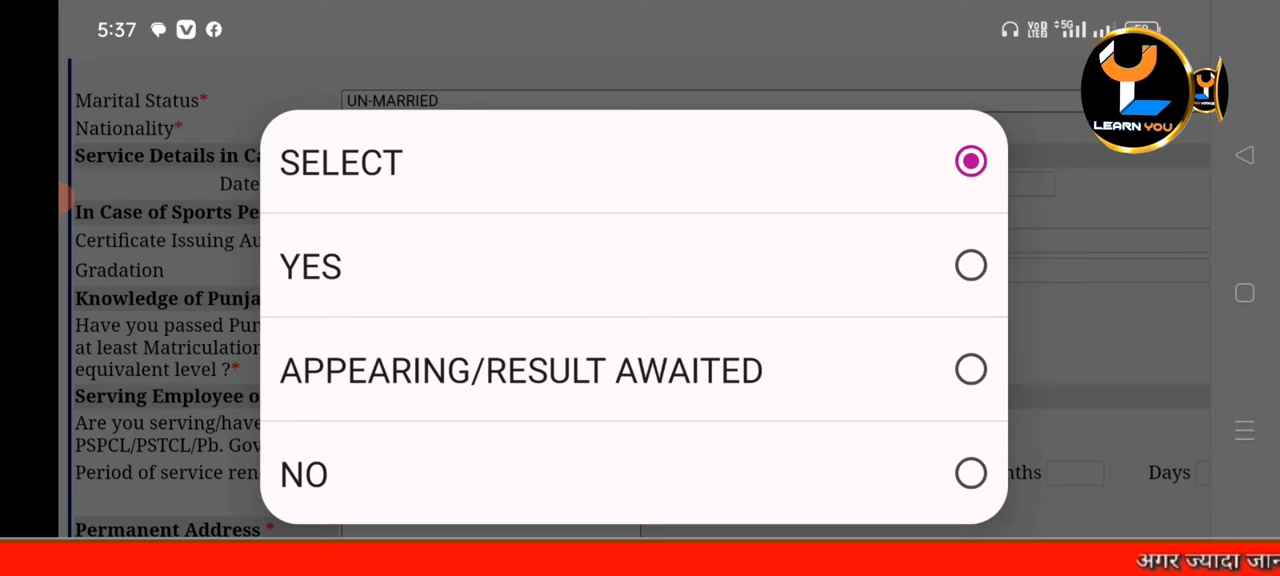 5:37
VoD
LTE2
5G
Marital Status*
UN-MARRIED
Nationality*
Service Details in Ca
Date
In Case of Sports Pe
Certificate Issuing Au
Gradation
Knowledge of Punja
Have you passed Pun
at least Matriculation
equivalent level ?*
Serving Employee o
Are you serving/have
PSPCL/PSTCL/Pb. Gov
Period of service ren
nths
Days
Permanent Address *
SELECT
YES
APPEARING/RESULT AWAITED
NO
LEARN YOU
अगर ज्यादा जान